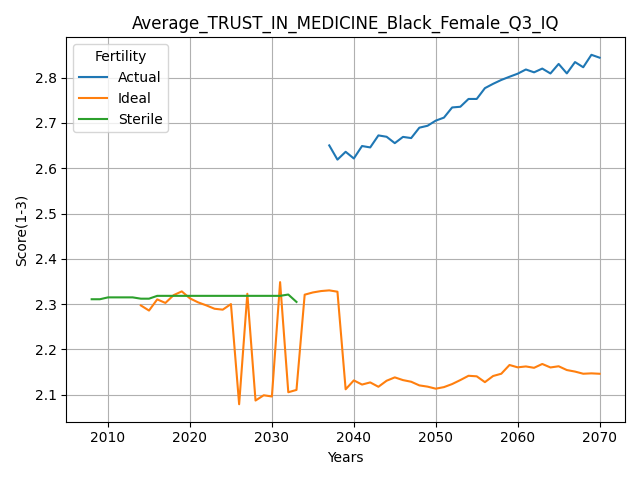 Average_TRUST_IN_MEDICINE_Black_Female_Q3_IQ
Fertility
Actual
Ideal
Sterile
Score(1-3)
2.8
2.7
2.6
2.5
2.4
2.3
2.2
2.1
2010 2020 2030 2040 2050 2060 2070
Years